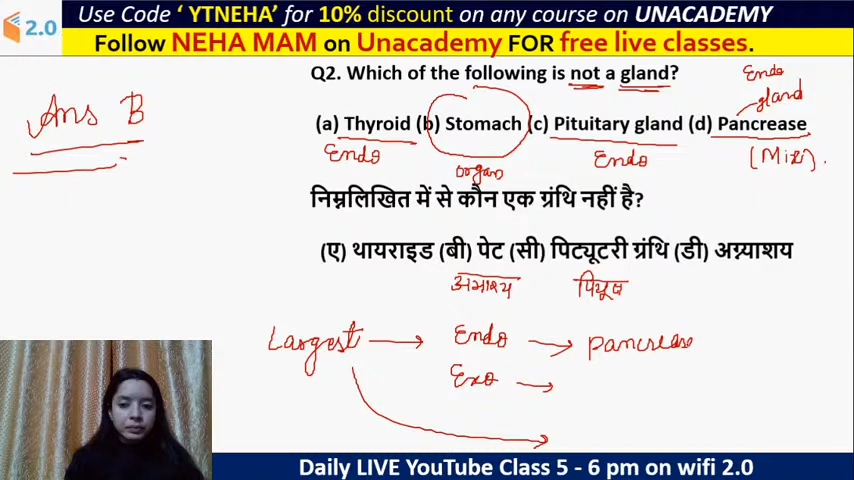 2.0
Use Code ‘ YTNEHA’ for 10% discount on any course on UNACADEMY
Follow NEHA MAM on Unacademy FOR free live classes.
Ans B
Q2. Which of the following is not a gland?
Endo
gland
(a) Thyroid (b) Stomach (c) Pituitary gland (d) Pancrease
Endo organ Endo (Mix).
निम्नलिखित में से कौन एक ग्रंथि नहीं है?
(ए) थायराइड (बी) पेट (सी) पिट्यूटरी ग्रंथि (डी) अग्न्याशय
अमाशय पियूष
Largest → Endo → pancrease
Exo →
Daily LIVE YouTube Class 5 - 6 pm on wifi 2.0